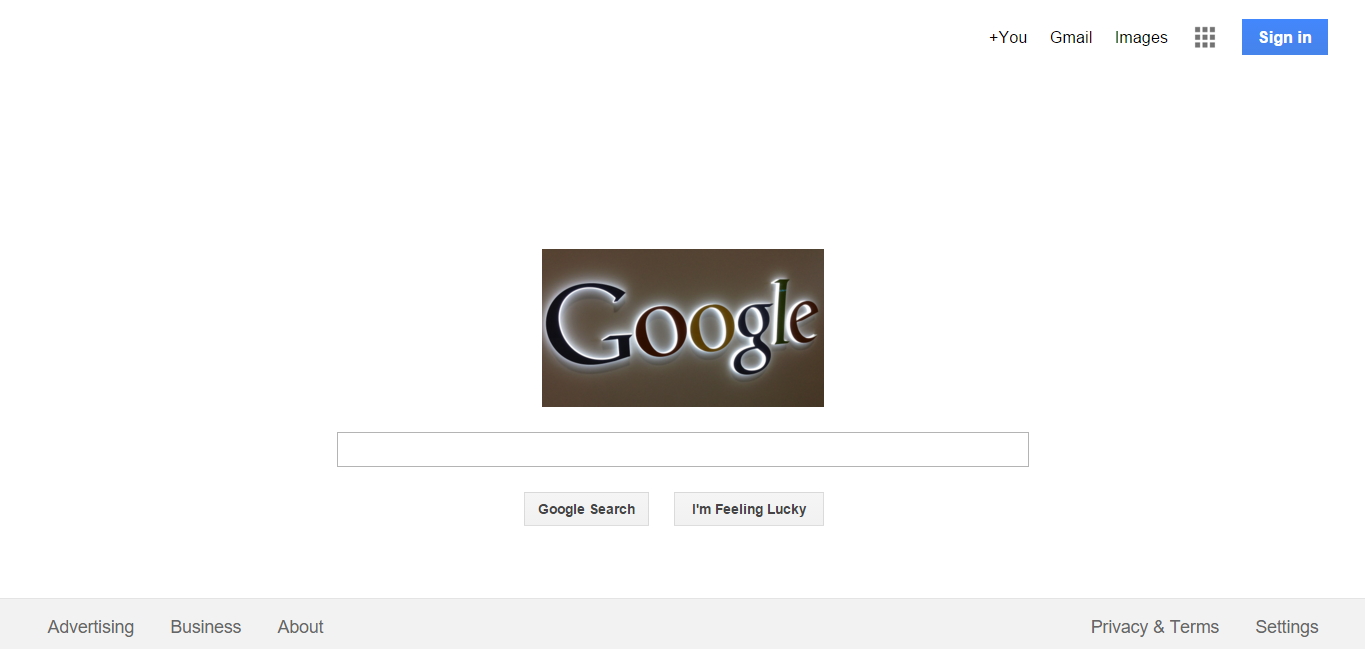 +You Gmail Images Sign in
Google
Google Search I'm Feeling Lucky
Advertising Business About Privacy & Terms Settings